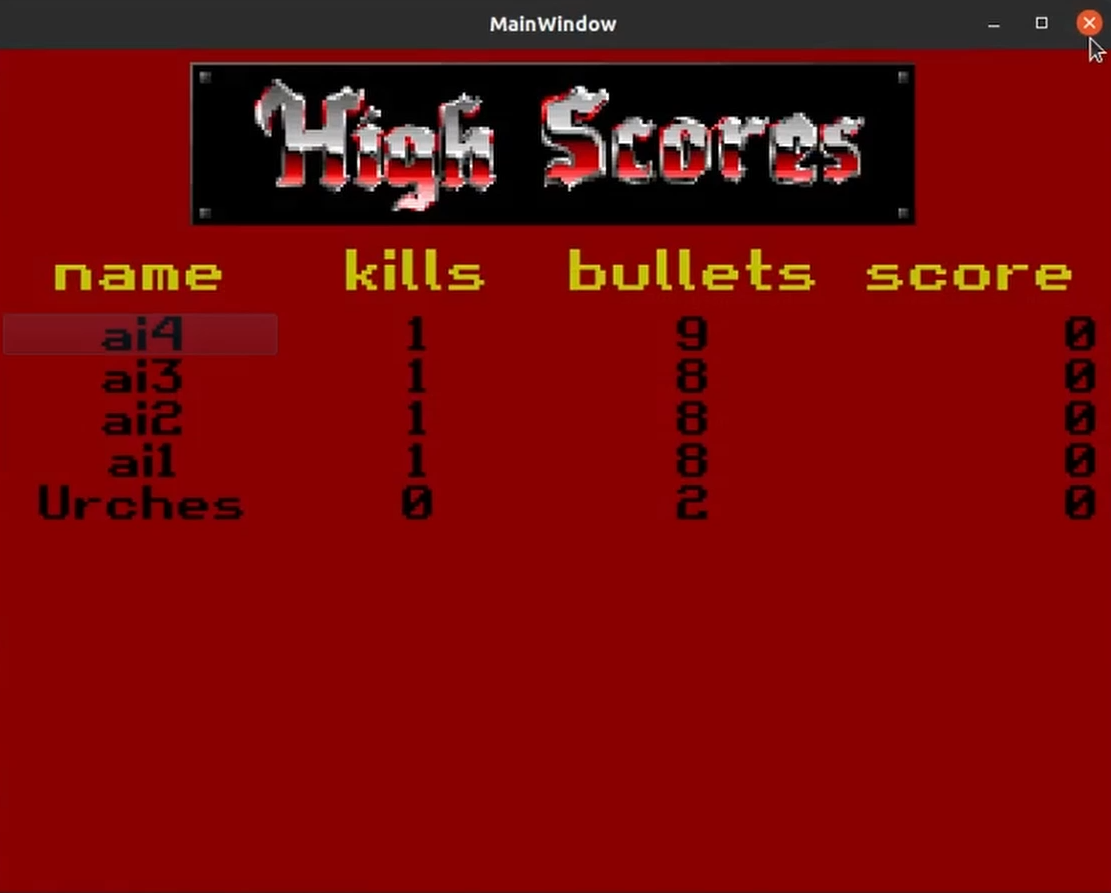 MainWindow
High Scores
name kills bullets score
ai4 1 9 0
ai3 1 8 0
ai2 1 8 0
ai1 1 8 0
Urches 0 2 0